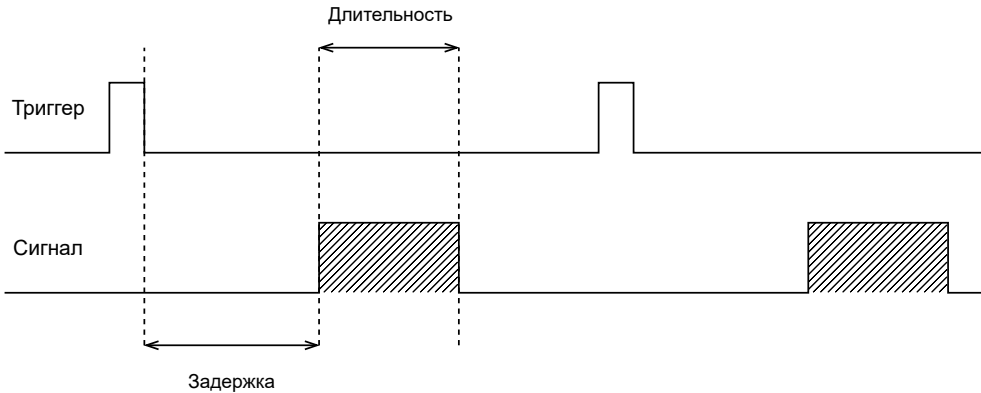 Длительность
Триггер
Сигнал
Задержка